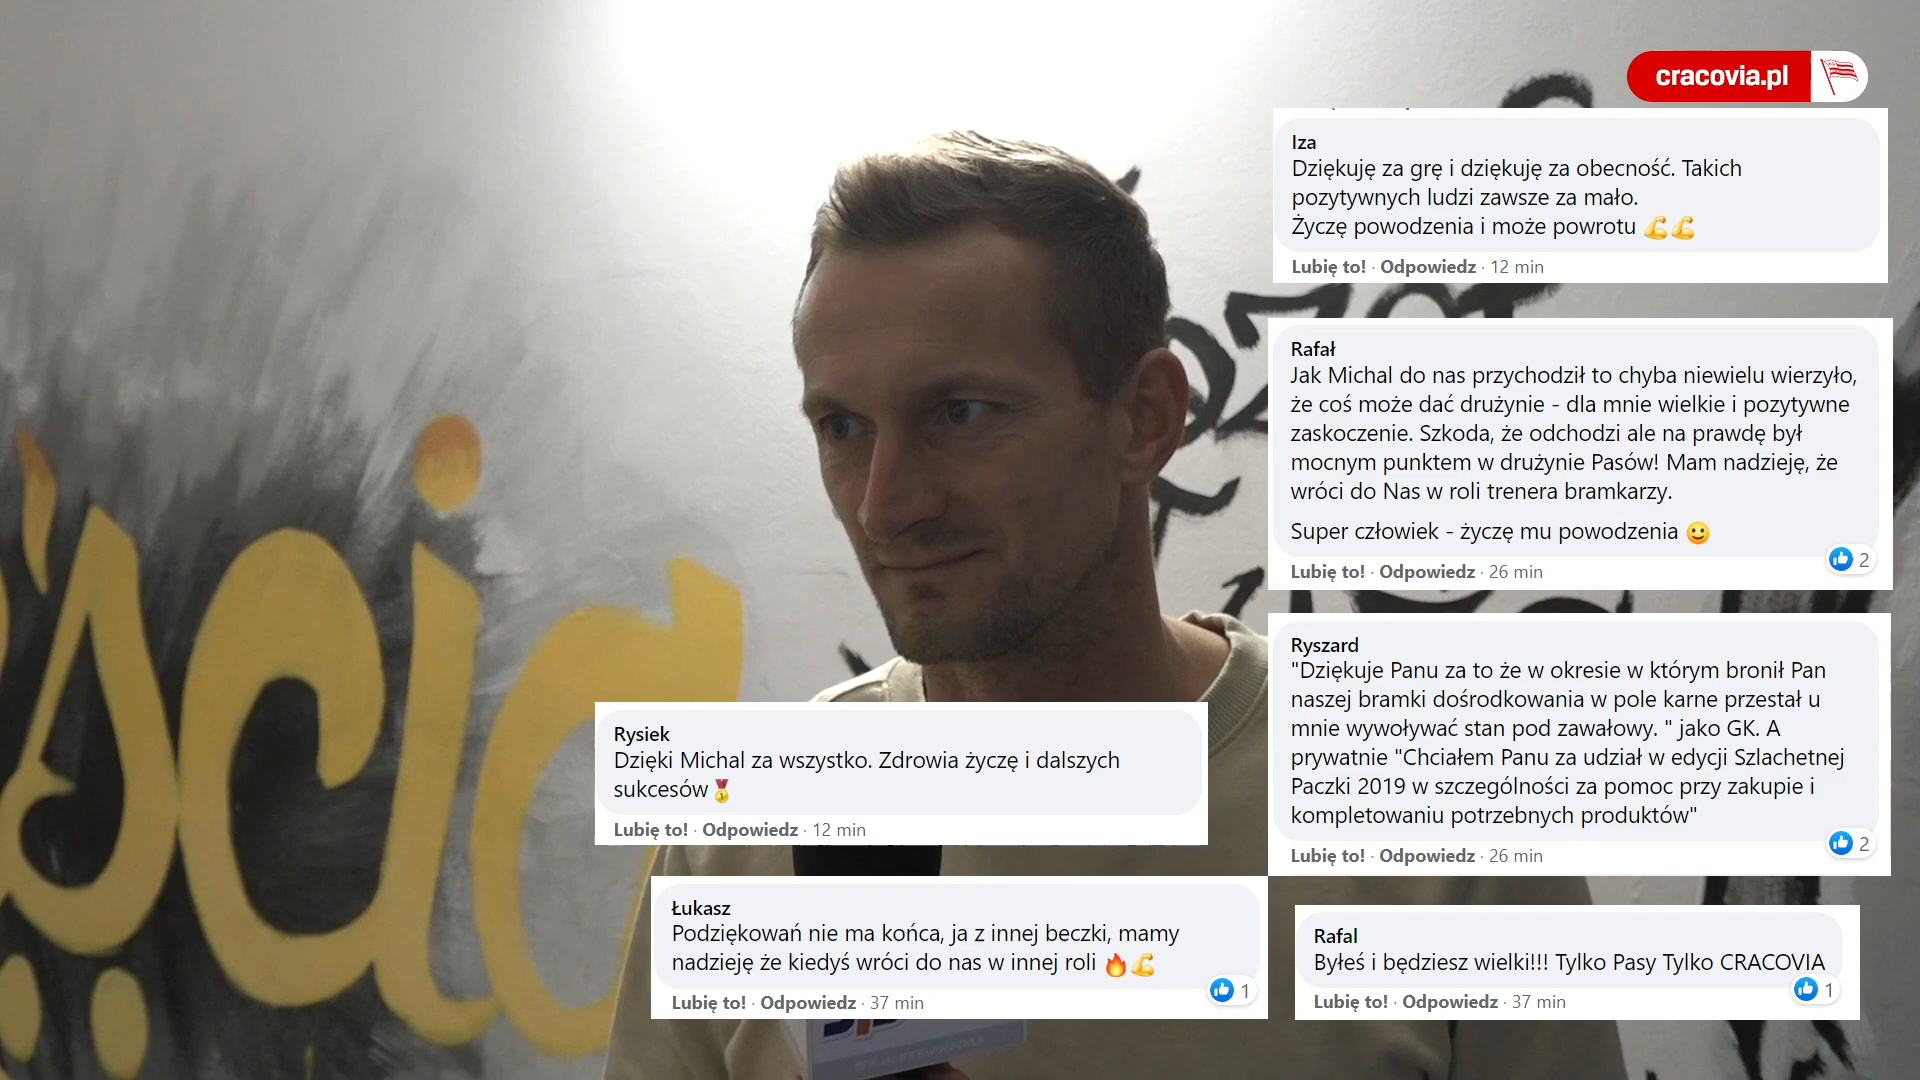 cracovia.pl
Iza
Dziękuję za grę i dziękuję za obecność. Takich
pozytywnych ludzi zawsze za mało.
Życzę powodzenia i może powrotu 💪💪
Lubię to! · Odpowiedz · 12 min
Rafał
Jak Michal do nas przychodził to chyba niewielu wierzyło,
że coś może dać drużynie - dla mnie wielkie i pozytywne
zaskoczenie. Szkoda, że odchodzi ale na prawdę był
mocnym punktem w drużynie Pasów! Mam nadzieję, że
wróci do Nas w roli trenera bramkarzy.
Super człowiek - życzę mu powodzenia 🙂
2
Lubię to! · Odpowiedz · 26 min
Ryszard
"Dziękuje Panu za to że w okresie w którym bronił Pan
naszej bramki dośrodkowania w pole karne przestał u
mnie wywoływać stan pod zawałowy. " jako GK. A
prywatnie "Chciałem Panu za udział w edycji Szlachetnej
Paczki 2019 w szczególności za pomoc przy zakupie i
kompletowaniu potrzebnych produktów"
2
Lubię to! · Odpowiedz · 26 min
Rysiek
Dzięki Michal za wszystko. Zdrowia życzę i dalszych
sukcesów🏅
Lubię to! · Odpowiedz · 12 min
Łukasz
Podziękowań nie ma końca, ja z innej beczki, mamy
nadzieję że kiedyś wróci do nas w innej roli 🔥💪
1
Lubię to! · Odpowiedz · 37 min
Rafal
Byłeś i będziesz wielki!!! Tylko Pasy Tylko CRACOVIA
1
Lubię to! · Odpowiedz · 37 min
ścio